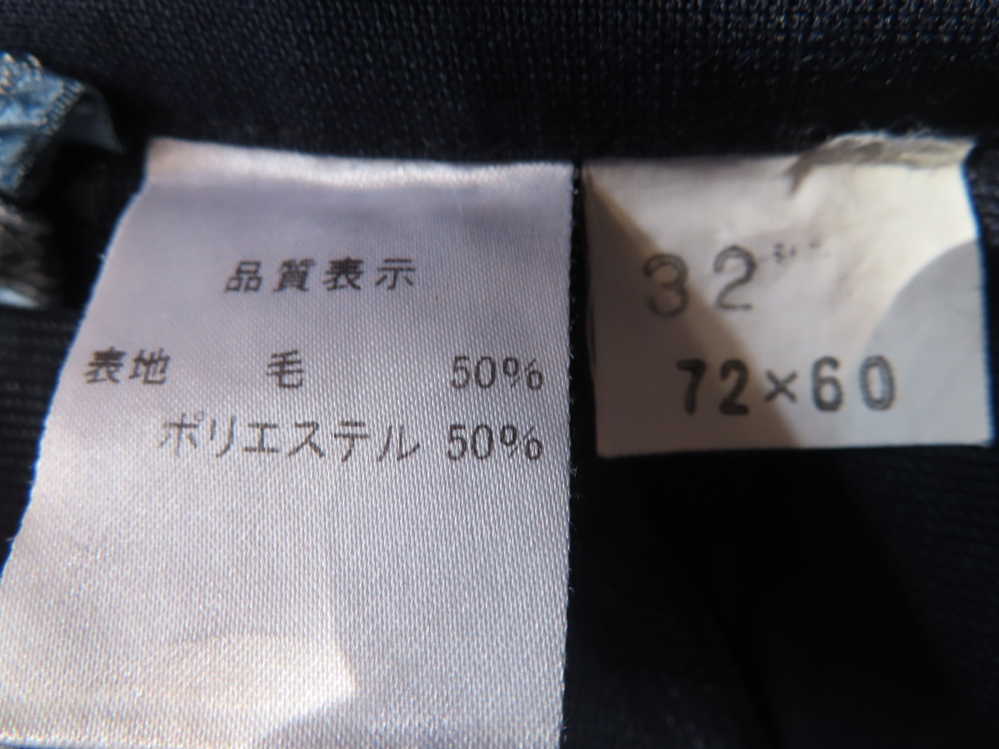 品質表示
表地 毛 50%
ポリエステル 50%
32
72×60